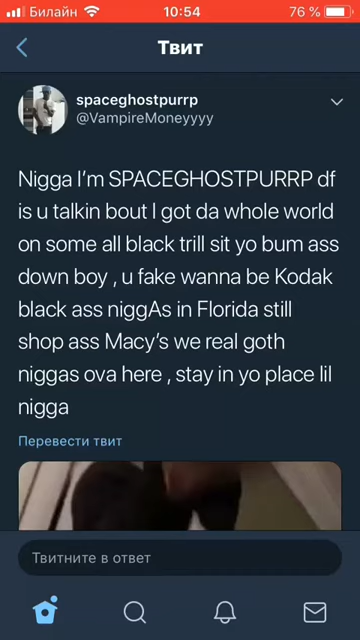 Билайн 10:54 76 %
Твит
spaceghostpurrp
@VampireMoneyyyy
Nigga I’m SPACEGHOSTPURRP df
is u talkin bout I got da whole world
on some all black trill sit yo bum ass
down boy , u fake wanna be Kodak
black ass niggAs in Florida still
shop ass Macy’s we real goth
niggas ova here , stay in yo place lil
nigga
Перевести твит
Твитните в ответ